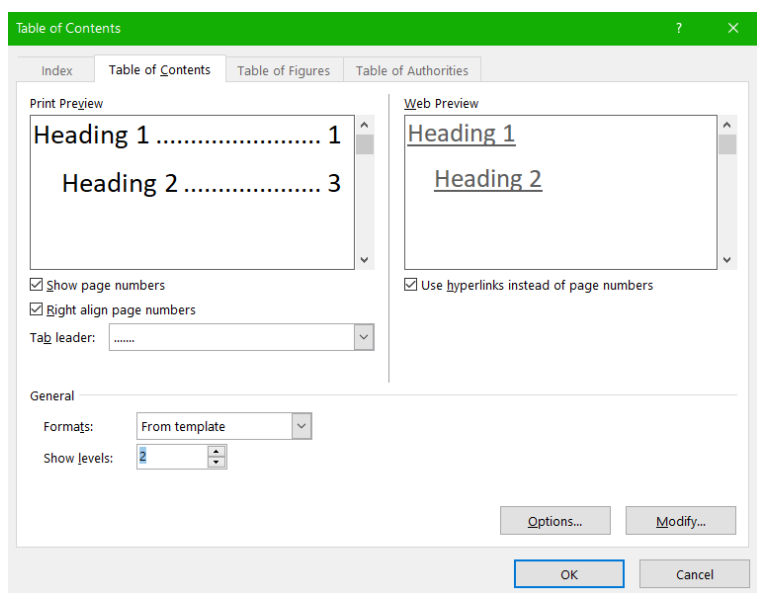 Table of Contents
Index Table of Contents Table of Figures Table of Authorities
Print Preview
Heading 1 ........................ 1
Heading 2 .................... 3
Show page numbers
Right align page numbers
Tab leader: .......
Web Preview
Heading 1
Heading 2
Use hyperlinks instead of page numbers
General
Formats: From template
Show levels: 2
Options... Modify...
OK Cancel